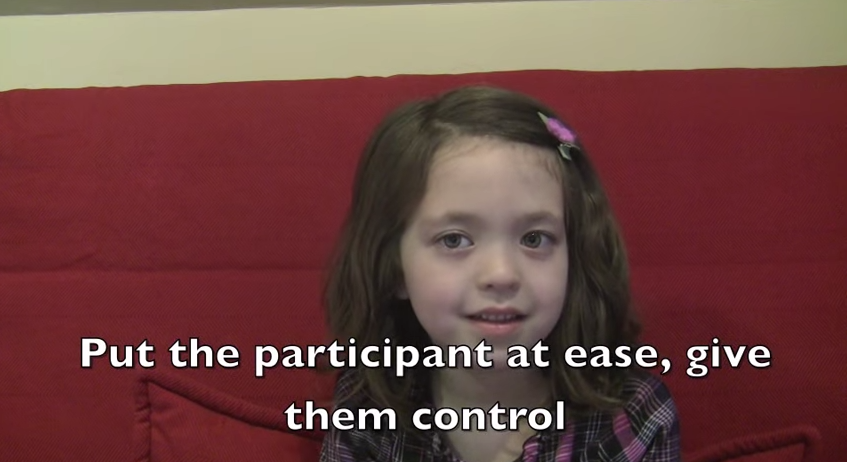 Put the participant at ease, give
them control